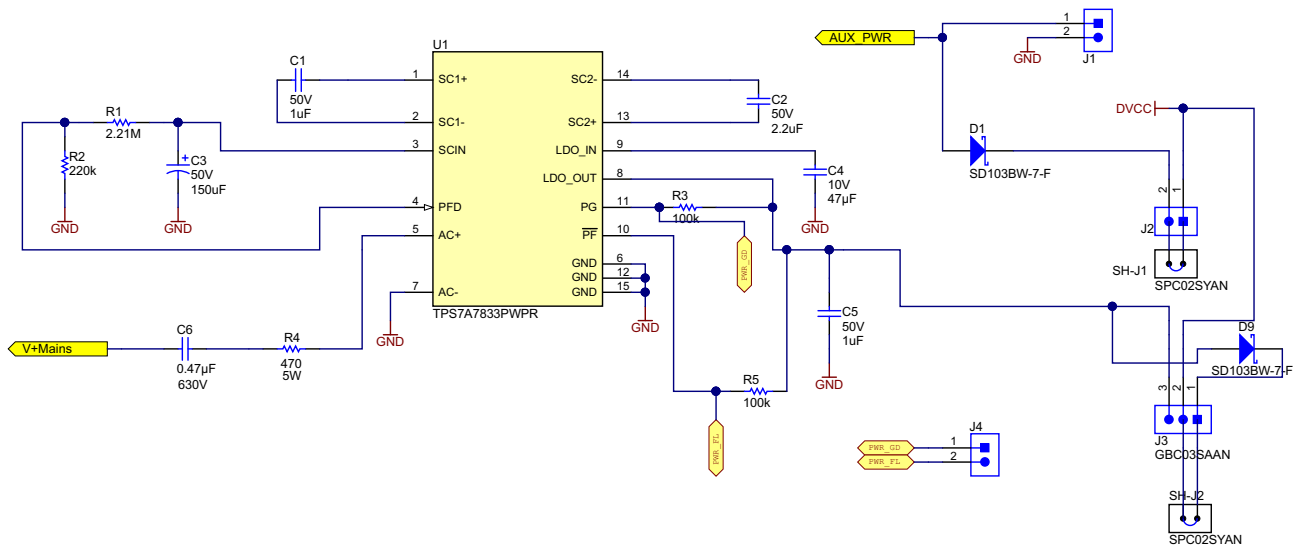 U1
AUX_PWR
1
2
GND
J1
C1
50V
1uF
1
SC1+
SC2-
14
C2
50V
2.2uF
2
SC1-
SC2+
13
DVCC
R1
2.21M
R2
220k
C3
50V
150uF
+
3
SCIN
LDO_IN
9
LDO_OUT
8
C4
10V
47µF
D1
SD103BW-7-F
2
1
J2
GND
GND
4
PFD
PG
11
R3
100k
GND
5
AC+
PF
10
PWR_GD
GND
6
GND
12
GND
15
7
AC-
TPS7A7833PWPR
GND
GND
SH-J1
SPC02SYAN
C5
50V
1uF
GND
V+Mains
C6
0.47µF
630V
R4
470
5W
D9
SD103BW-7-F
R5
100k
3
2
1
J3
GBC03SAAN
PWR_FL
J4
PWR_GD
1
PWR_FL
2
SH-J2
SPC02SYAN